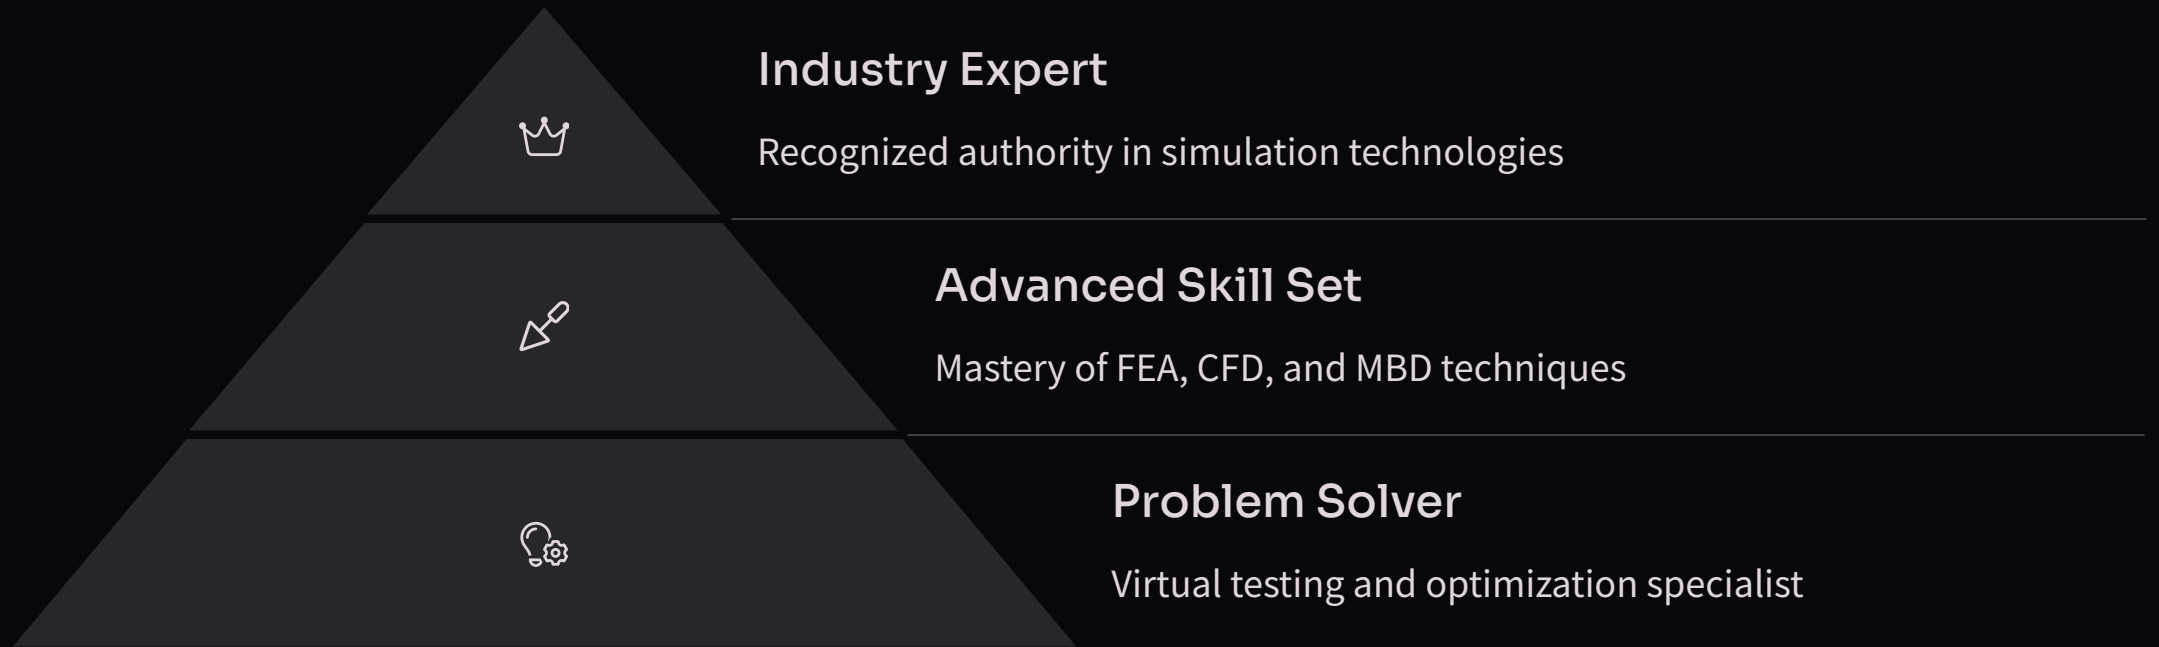 Industry Expert
Recognized authority in simulation technologies
Advanced Skill Set
Mastery of FEA, CFD, and MBD techniques
Problem Solver
Virtual testing and optimization specialist